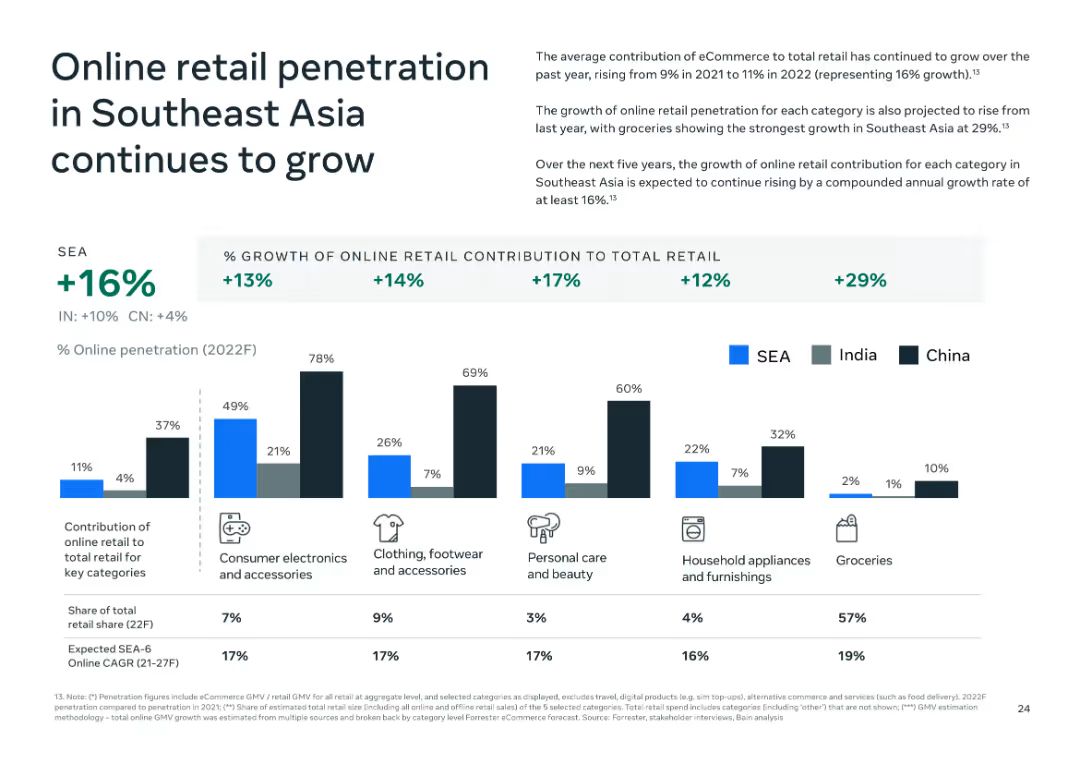 Online retail penetration
in Southeast Asia
continues to grow
The average contribution of eCommerce to total retail has continued to grow over the
past year, rising from 9% in 2021 to 11% in 2022 (representing 16% growth).¹³
The growth of online retail penetration for each category is also projected to rise from
last year, with groceries showing the strongest growth in Southeast Asia at 29%.¹³
Over the next five years, the growth of online retail contribution for each category in
Southeast Asia is expected to continue rising by a compounded annual growth rate of
at least 16%.¹³
SEA
+16%
IN: +10% CN: +4%
% GROWTH OF ONLINE RETAIL CONTRIBUTION TO TOTAL RETAIL
+13% +14% +17% +12% +29%
% Online penetration (2022F)
SEA India China
11% 4% 37%
49% 21% 78%
26% 7% 69%
21% 9% 60%
22% 7% 32%
2% 1% 10%
Contribution of
online retail to
total retail for
key categories
Consumer electronics
and accessories
Clothing, footwear
and accessories
Personal care
and beauty
Household appliances
and furnishings
Groceries
Share of total
retail share (22F)
7% 9% 3% 4% 57%
Expected SEA-6
Online CAGR (21-27F)
17% 17% 17% 16% 19%
13. Note: (*) Penetration figures include eCommerce GMV / retail GMV for all retail at aggregate level, and selected categories as displayed, excludes travel, digital products (e.g. sim top-ups), alternative commerce and services (such as food delivery). 2022F
penetration compared to penetration in 2021; (**) Share of estimated total retail size (including all online and offline retail sales) of the 5 selected categories. Total retail spend includes categories (including 'other') that are not shown; (***) GMV estimation
methodology – total online GMV growth was estimated from multiple sources and broken back by category level Forrester eCommerce forecast. Source: Forrester, stakeholder interviews, Bain analysis
24